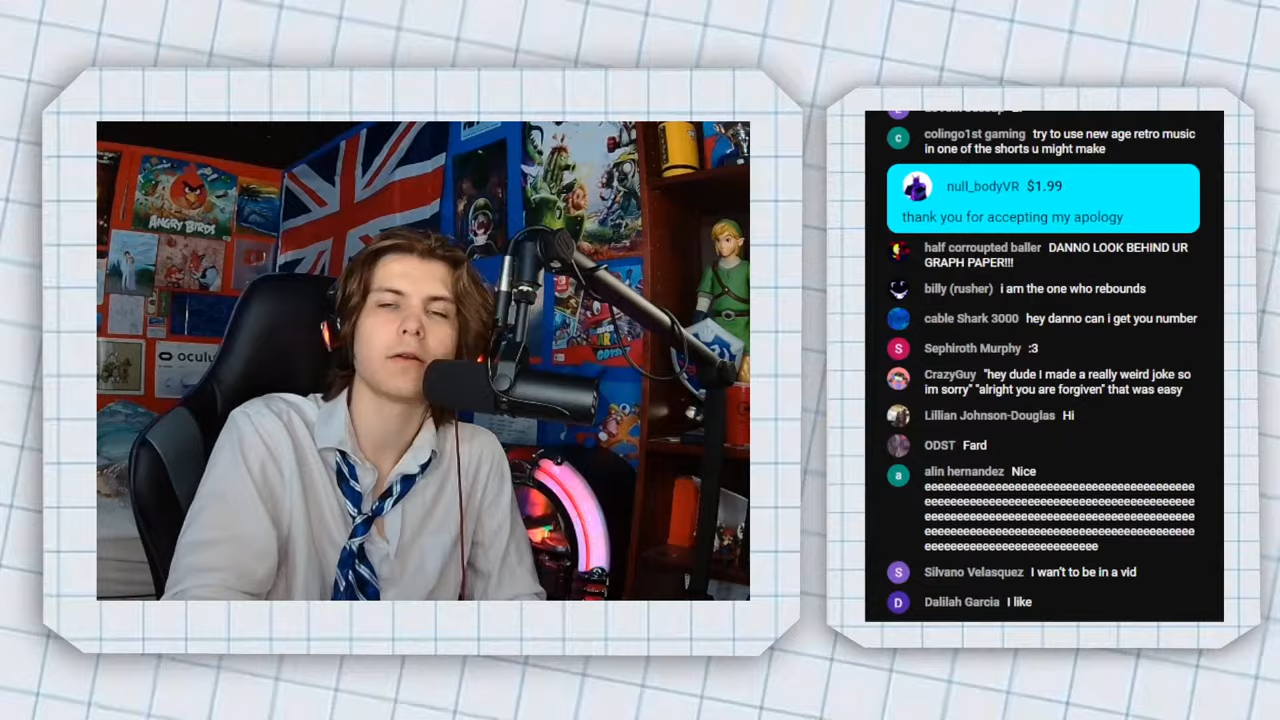 ANGRY BIRDS
oculu
SUPER
MAR
ODYSSEY
colingo1st gaming try to use new age retro music
in one of the shorts u might make
null_bodyVR $1.99
thank you for accepting my apology
half corroupted baller DANNO LOOK BEHIND UR
GRAPH PAPER!!!
billy (rusher) i am the one who rebounds
cable Shark 3000 hey danno can i get you number
Sephiroth Murphy :3
CrazyGuy "hey dude I made a really weird joke so
im sorry" "alright you are forgiven" that was easy
Lillian Johnson-Douglas Hi
ODST Fard
alin hernandez Nice
eeeeeeeeeeeeeeeeeeeeeeeeeeeeeeeeeeeeeeeeee
eeeeeeeeeeeeeeeeeeeeeeeeeeeeeeeeeeeeeeeeee
eeeeeeeeeeeeeeeeeeeeeeeeeeeeeeeeeeeeeeeeee
eeeeeeeeeeeeeeeeeeeeeeeeeeeeeeeeeeeeeeeeee
eeeeeeeeeeeeeeeeeeeeeeeeeee
Silvano Velasquez I wan't to be in a vid
Dalilah Garcia I like